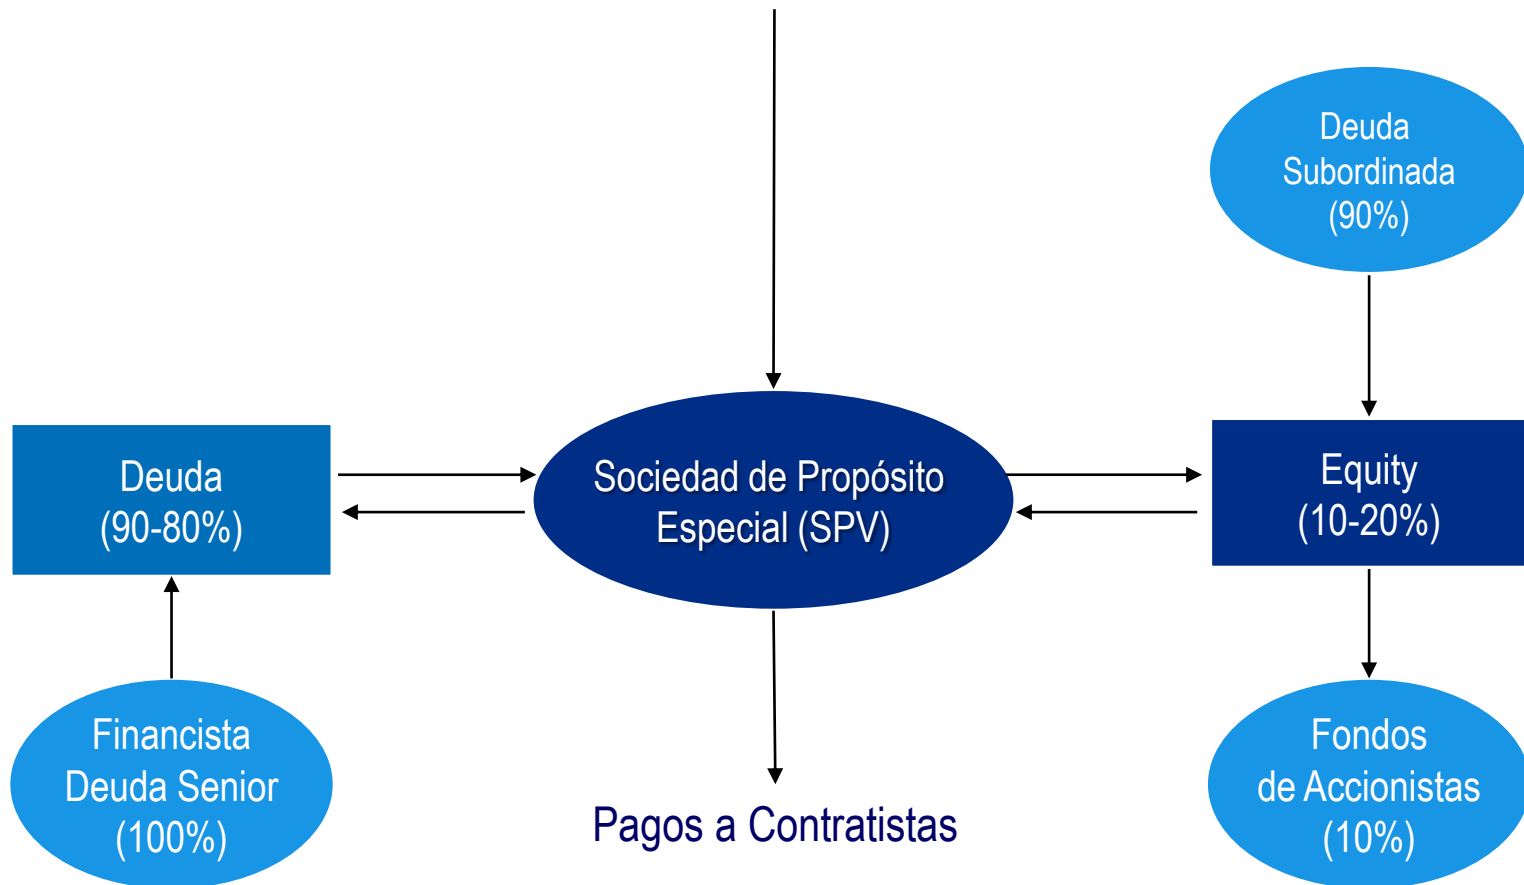 Deuda
Subordinada
(90%)
Deuda
(90-80%)
Sociedad de Propósito
Especial (SPV)
Equity
(10-20%)
Financista
Deuda Senior
(100%)
Pagos a Contratistas
Fondos
de Accionistas
(10%)